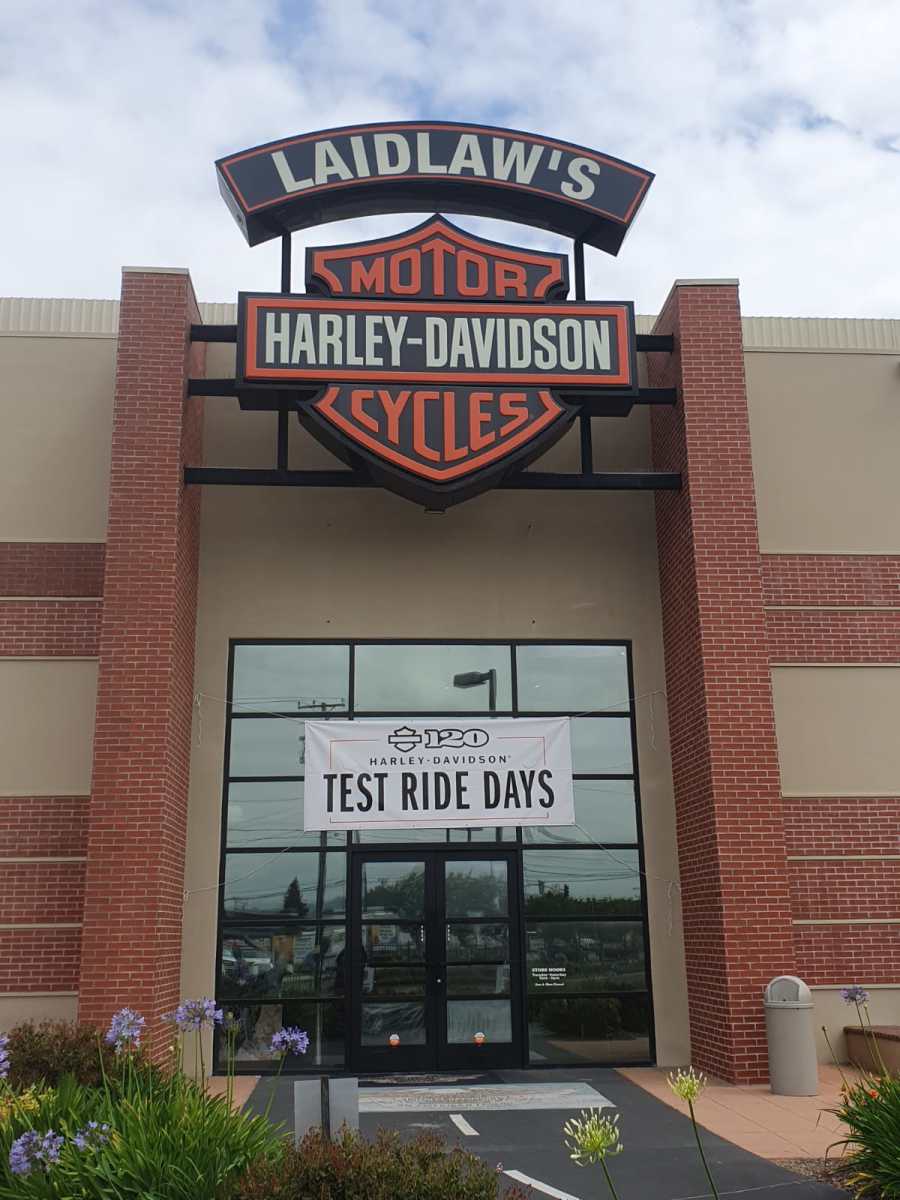 LAIDLAW'S
MOTOR
HARLEY-DAVIDSON
CYCLES
120
HARLEY-DAVIDSON
TEST RIDE DAYS
STORE HOURS